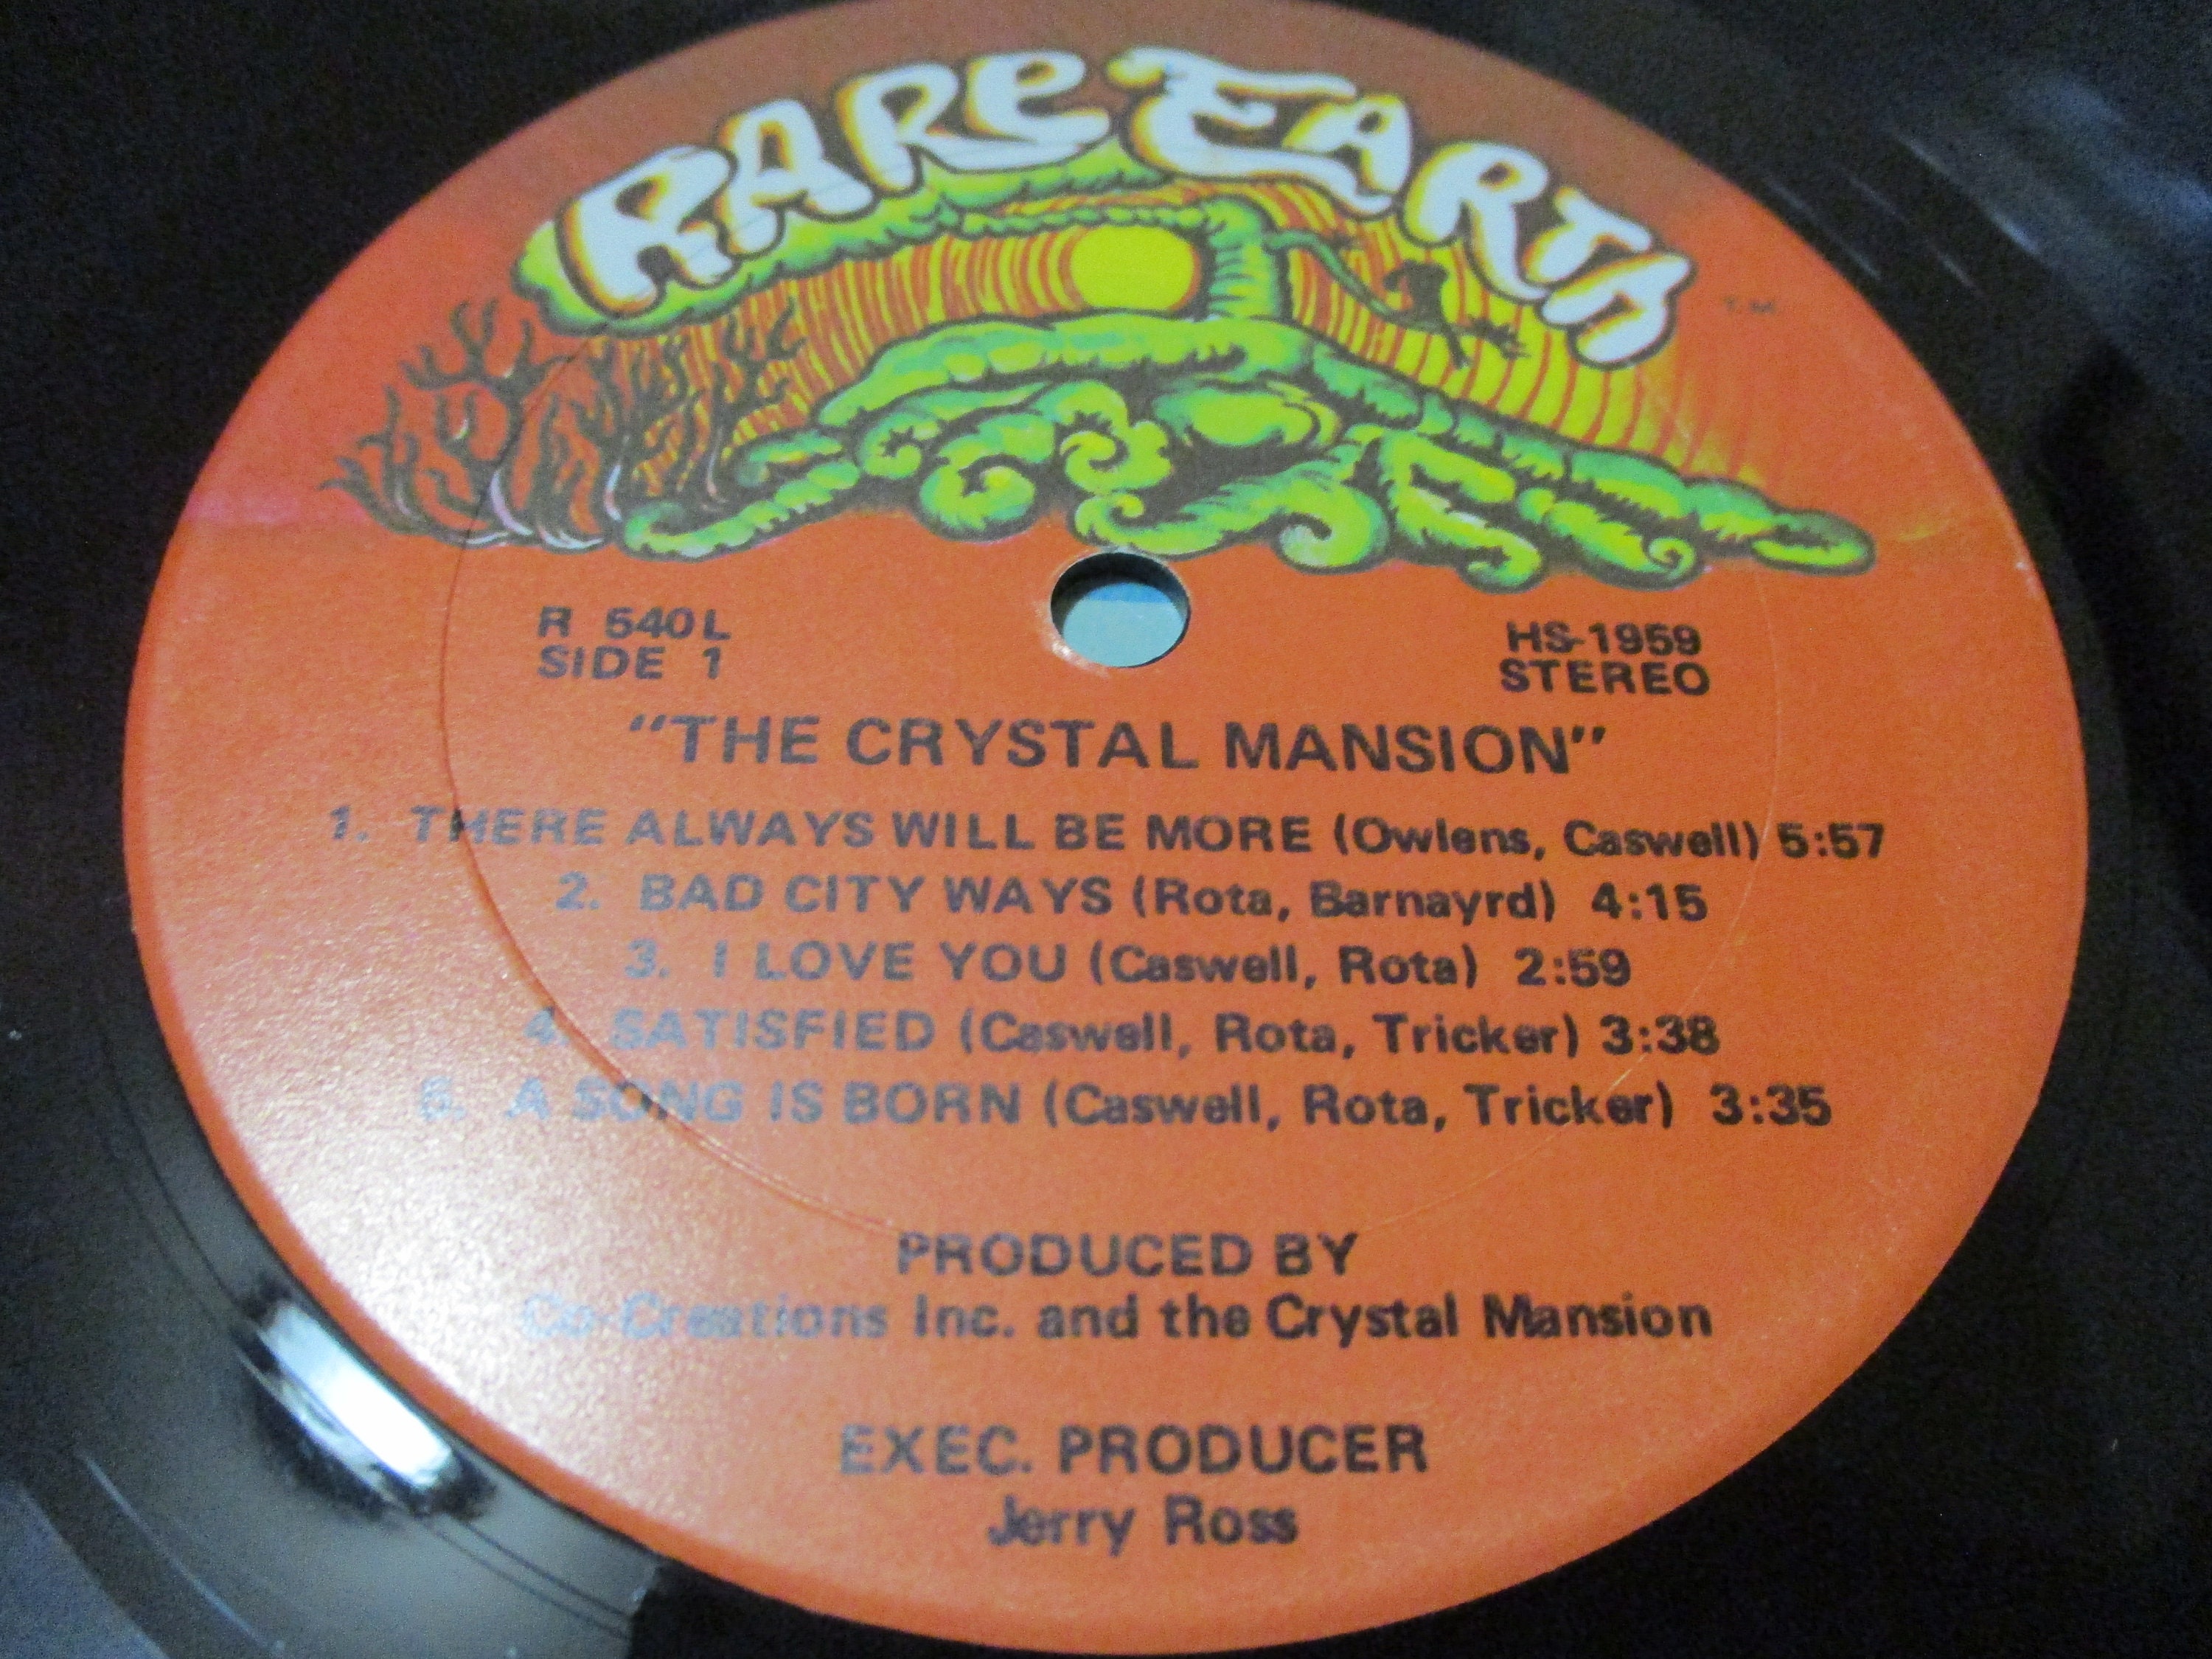 RARE EARTH
T.M.
R 540L
SIDE 1
HS-1959
STEREO
"THE CRYSTAL MANSION"
1. THERE ALWAYS WILL BE MORE (Owlens, Caswell) 5:57
2. BAD CITY WAYS (Rota, Barnayrd) 4:15
3. I LOVE YOU (Caswell, Rota) 2:59
4. SATISFIED (Caswell, Rota, Tricker) 3:38
5. A SONG IS BORN (Caswell, Rota, Tricker) 3:35
PRODUCED BY
Co-Creations Inc. and the Crystal Mansion
EXEC. PRODUCER
Jerry Ross